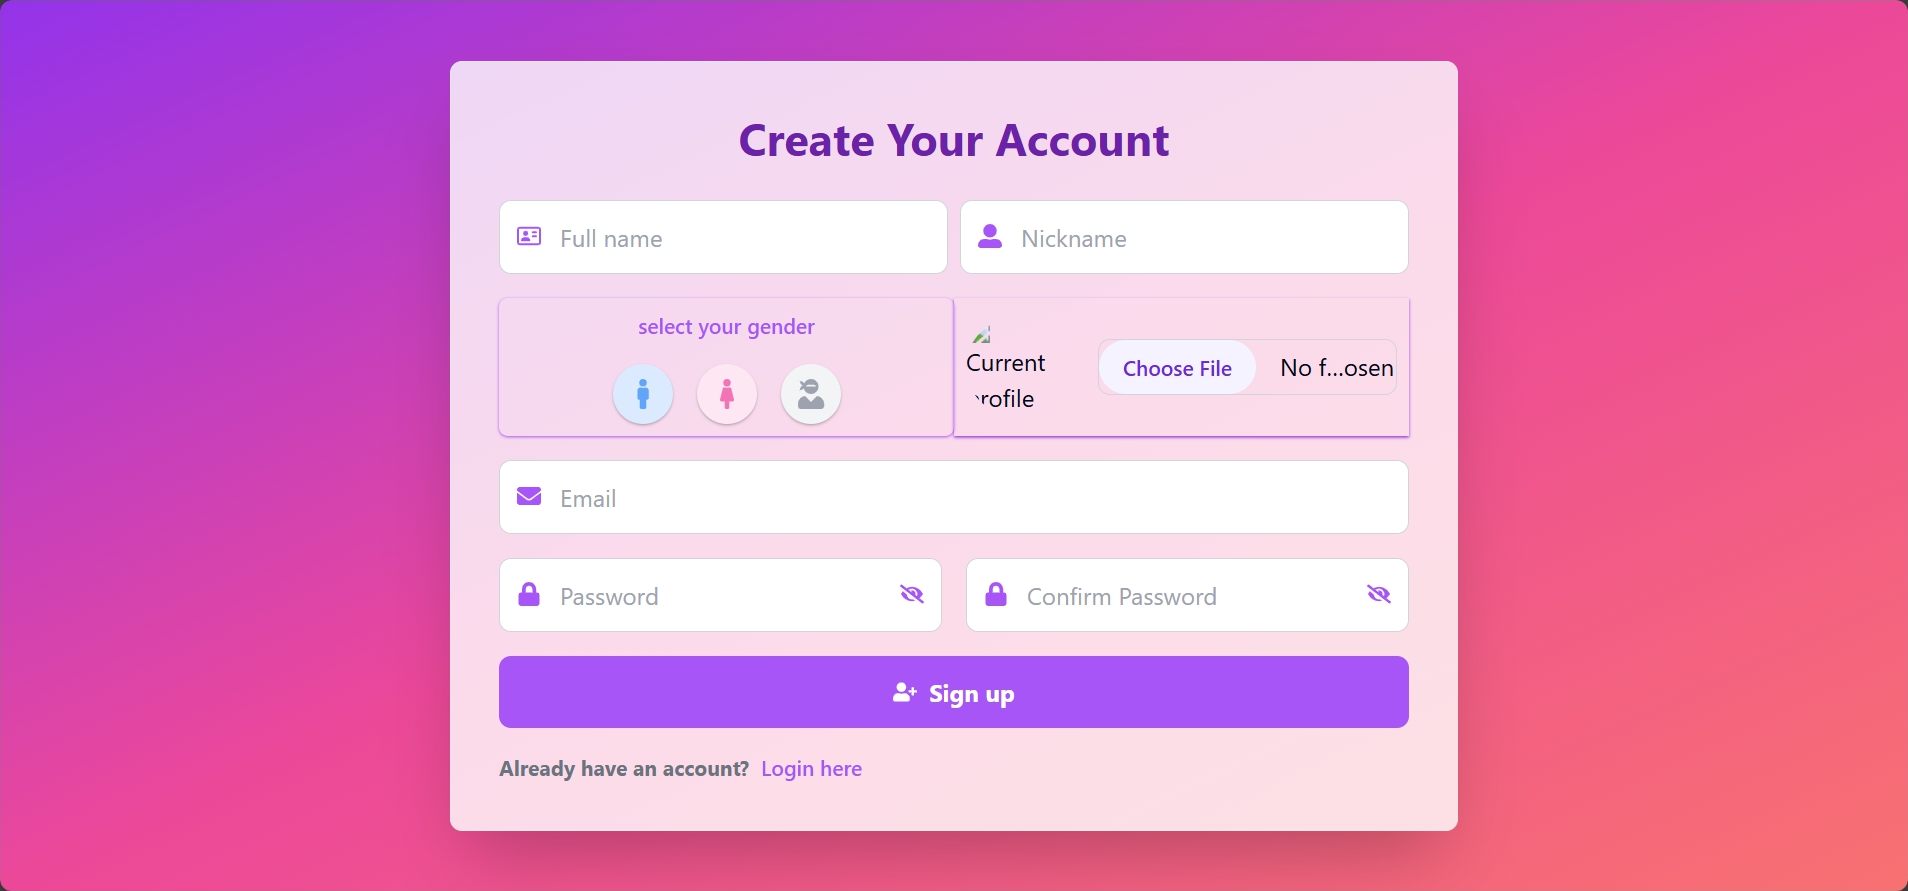 Create Your Account
Full name
Nickname
select your gender
Current
rofile
Choose File
No f...osen
Email
Password
Confirm Password
Sign up
Already have an account? Login here